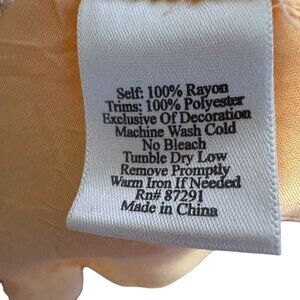 Self: 100% Rayon
Trims: 100% Polyester
Exclusive Of Decoration
Machine Wash Cold
No Bleach
Tumble Dry Low
Remove Promptly
Warm Iron If Needed
Rn# 87291
Made in China